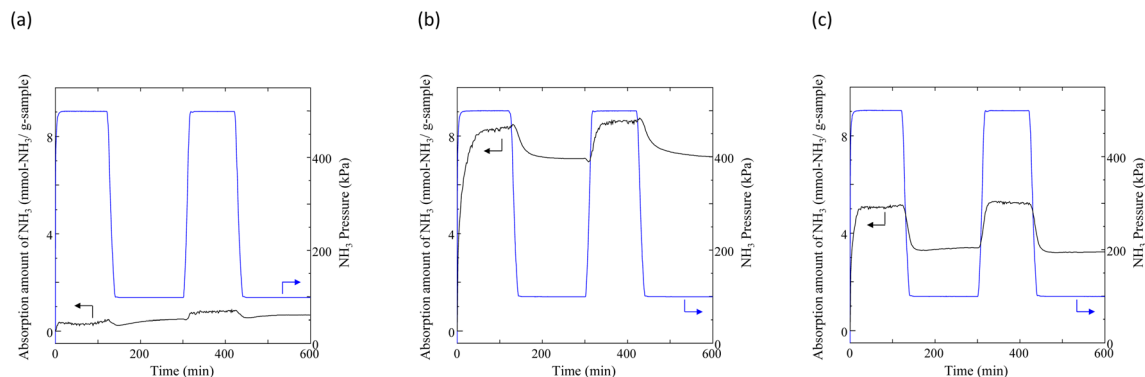 (a)
(b)
(c)
Absorption amount of NH3 (mmol-NH3/ g-sample)
8
4
0
400
200
0
NH3 Pressure (kPa)
0 200 400 600
Time (min)
Absorption amount of NH3 (mmol-NH3/ g-sample)
8
4
0
400
200
0
NH3 Pressure (kPa)
0 200 400 600
Time (min)
Absorption amount of NH3 (mmol-NH3/ g-sample)
8
4
0
400
200
0
NH3 Pressure (kPa)
0 200 400 600
Time (min)